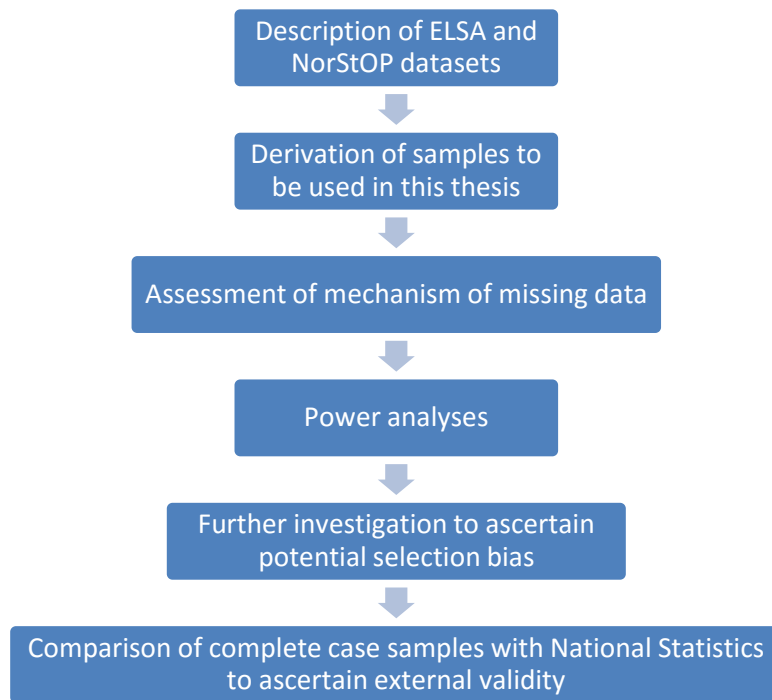 Description of ELSA and
NorStOP datasets
Derivation of samples to
be used in this thesis
Assessment of mechanism of missing data
Power analyses
Further investigation to ascertain
potential selection bias
Comparison of complete case samples with National Statistics
to ascertain external validity